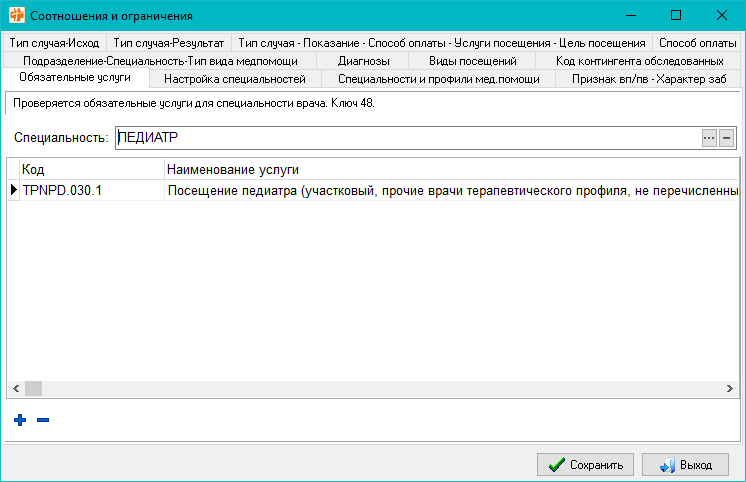 Соотношения и ограничения
Тип случая-Исход Тип случая-Результат Тип случая - Показание - Способ оплаты - Услуги посещения - Цель посещения Способ оплаты
Подразделение-Специальность-Тип вида медпомощи Диагнозы Виды посещений Код контингента обследованных
Обязательные услуги Настройка специальностей Специальности и профили мед.помощи Признак вп/пв - Характер заб
Проверяется обязательные услуги для специальности врача. Ключ 48.
Специальность: ПЕДИАТР
Код Наименование услуги
TPNPD.030.1 Посещение педиатра (участковый, прочие врачи терапевтического профиля, не перечисленны
Сохранить Выход